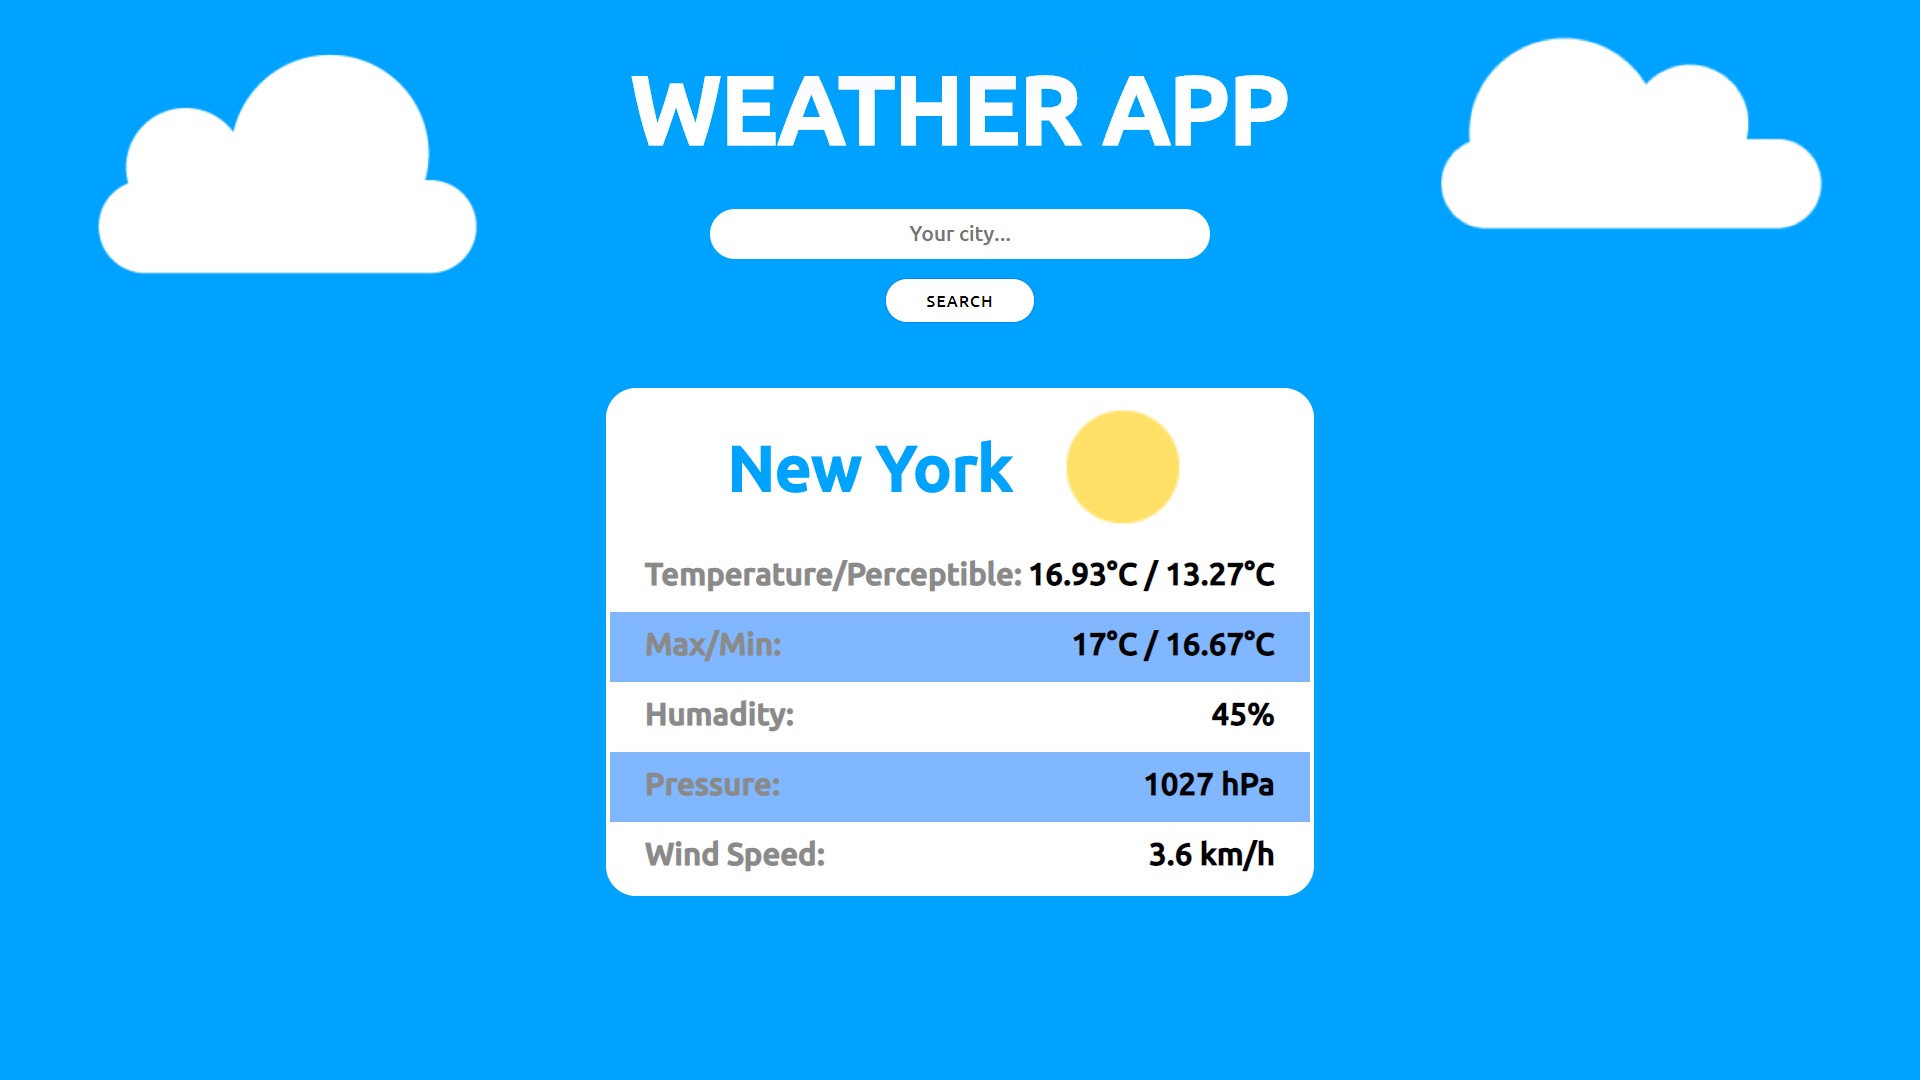 WEATHER APP
Your city...
SEARCH
New York
Temperature/Perceptible: 16.93°C / 13.27°C
Max/Min: 17°C / 16.67°C
Humadity: 45%
Pressure: 1027 hPa
Wind Speed: 3.6 km/h